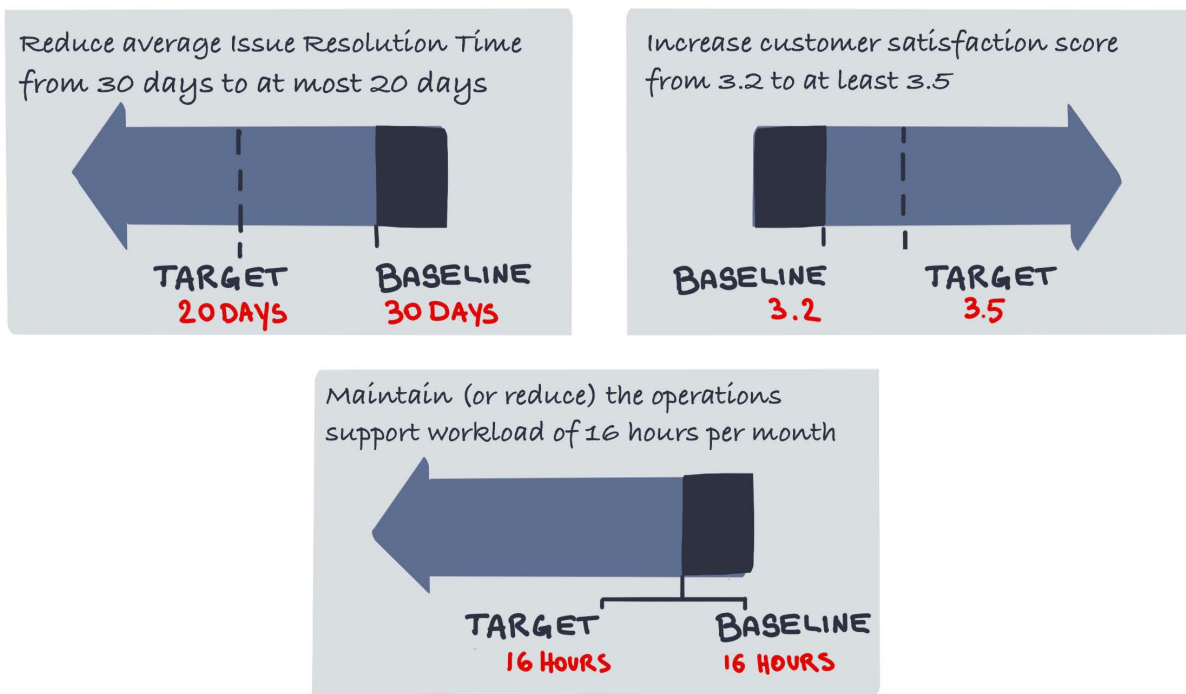 Reduce average Issue Resolution Time
from 30 days to at most 20 days
TARGET
20 DAYS
BASELINE
30 DAYS
Increase customer satisfaction score
from 3.2 to at least 3.5
BASELINE
3.2
TARGET
3.5
Maintain (or reduce) the operations
support workload of 16 hours per month
TARGET
16 HOURS
BASELINE
16 HOURS